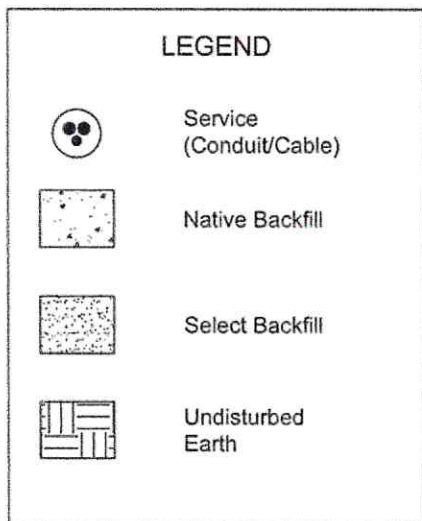 LEGEND
Service
(Conduit/Cable)
Native Backfill
Select Backfill
Undisturbed
Earth